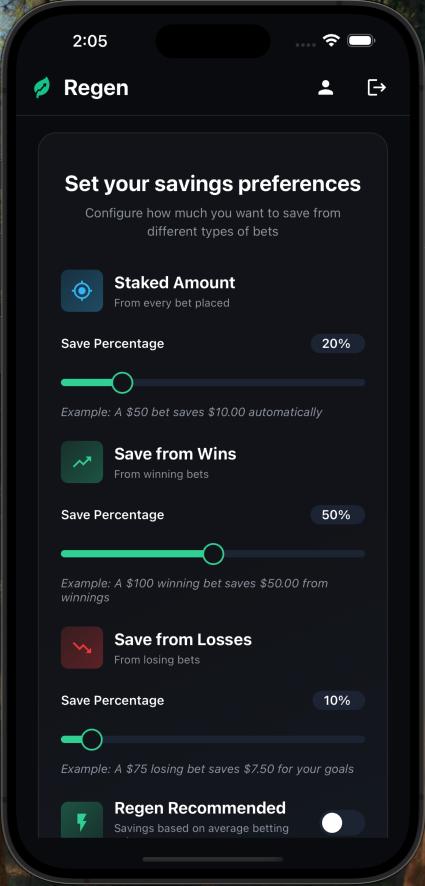 2:05
Regen
Set your savings preferences
Configure how much you want to save from
different types of bets
Staked Amount
From every bet placed
Save Percentage
20%
Example: A $50 bet saves $10.00 automatically
Save from Wins
From winning bets
Save Percentage
50%
Example: A $100 winning bet saves $50.00 from
winnings
Save from Losses
From losing bets
Save Percentage
10%
Example: A $75 losing bet saves $7.50 for your goals
Regen Recommended
Savings based on average betting